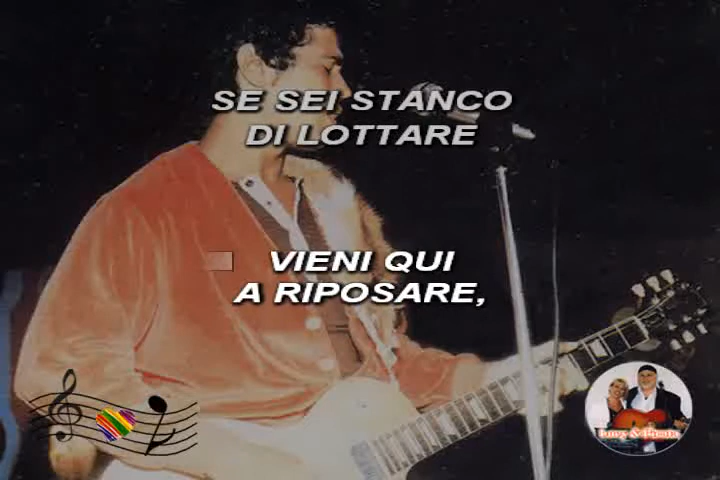 SE SEI STANCO
DI LOTTARE
VIENI QUI
A RIPOSARE,